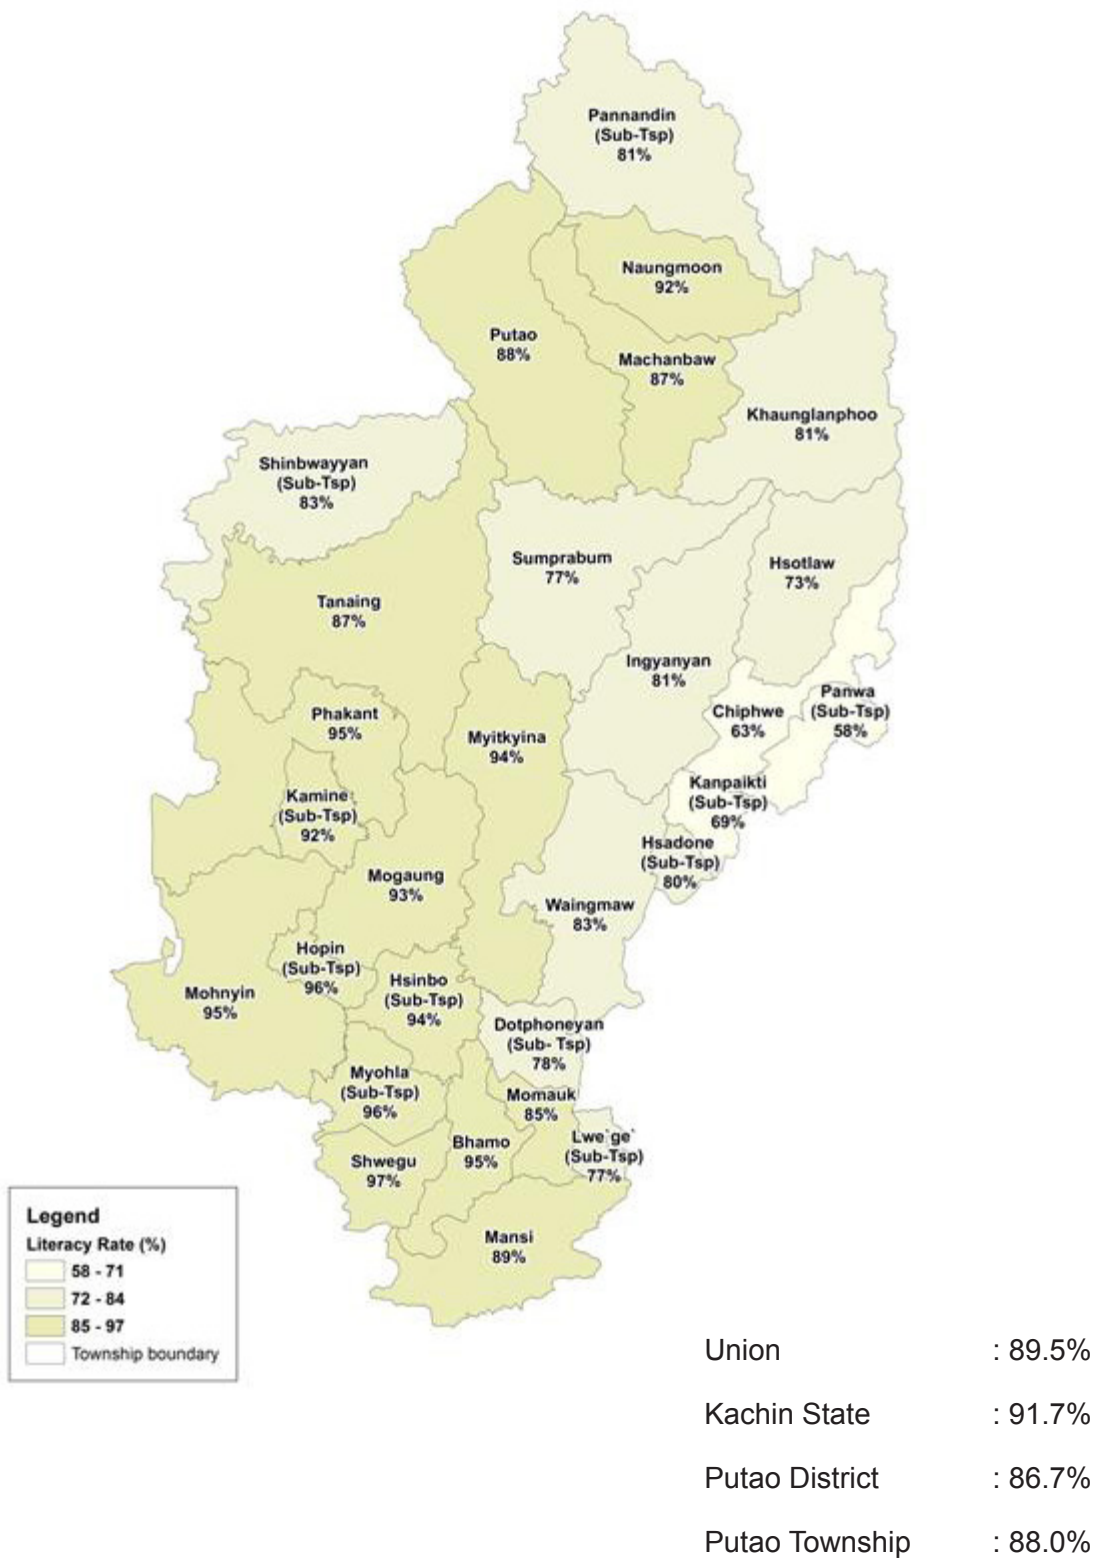 Pannandin
(Sub-Tsp)
81%
Naungmoon
92%
Putao
88%
Machanbaw
87%
Khaunglanphoo
81%
Shinbwayyan
(Sub-Tsp)
83%
Sumprabum
77%
Hsotlaw
73%
Tanaing
87%
Ingyanyan
81%
Panwa
(Sub-Tsp)
58%
Chiphwe
63%
Phakant
95%
Myitkyina
94%
Kanpaikti
(Sub-Tsp)
69%
Kamine
(Sub-Tsp)
92%
Hsadone
(Sub-Tsp)
80%
Mogaung
93%
Waingmaw
83%
Hopin
(Sub-Tsp)
96%
Hsinbo
(Sub-Tsp)
94%
Mohnyin
95%
Dotphoneyan
(Sub- Tsp)
78%
Myohla
(Sub-Tsp)
96%
Momauk
85%
Lwe`ge`
(Sub-Tsp)
77%
Bhamo
95%
Shwegu
97%
Mansi
89%
Legend
Literacy Rate (%)
58 - 71
72 - 84
85 - 97
Township boundary
Union : 89.5%
Kachin State : 91.7%
Putao District : 86.7%
Putao Township : 88.0%